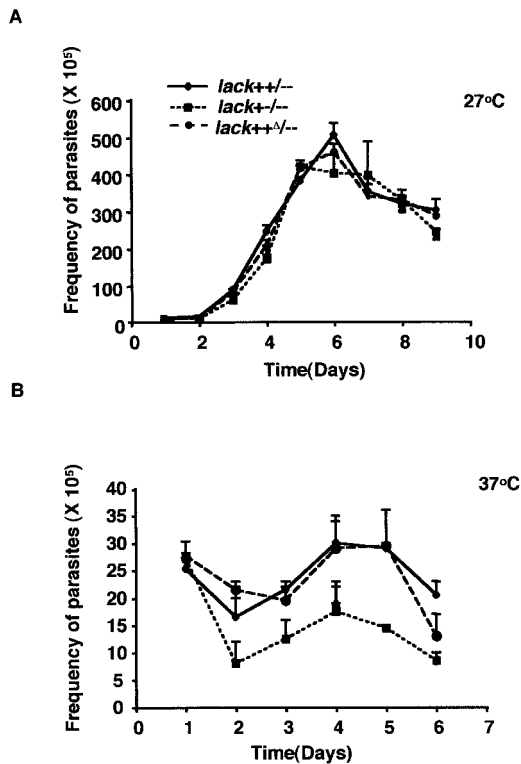 A
Frequency of parasites (X 10⁵)
lack++/--
lack+-/--
lack++Δ/--
27°C
600
500
400
300
200
100
0
0 2 4 6 8 10
Time(Days)
B
Frequency of parasites (X 10⁵)
37°C
40
35
30
25
20
15
10
5
0
0 1 2 3 4 5 6 7
Time(Days)